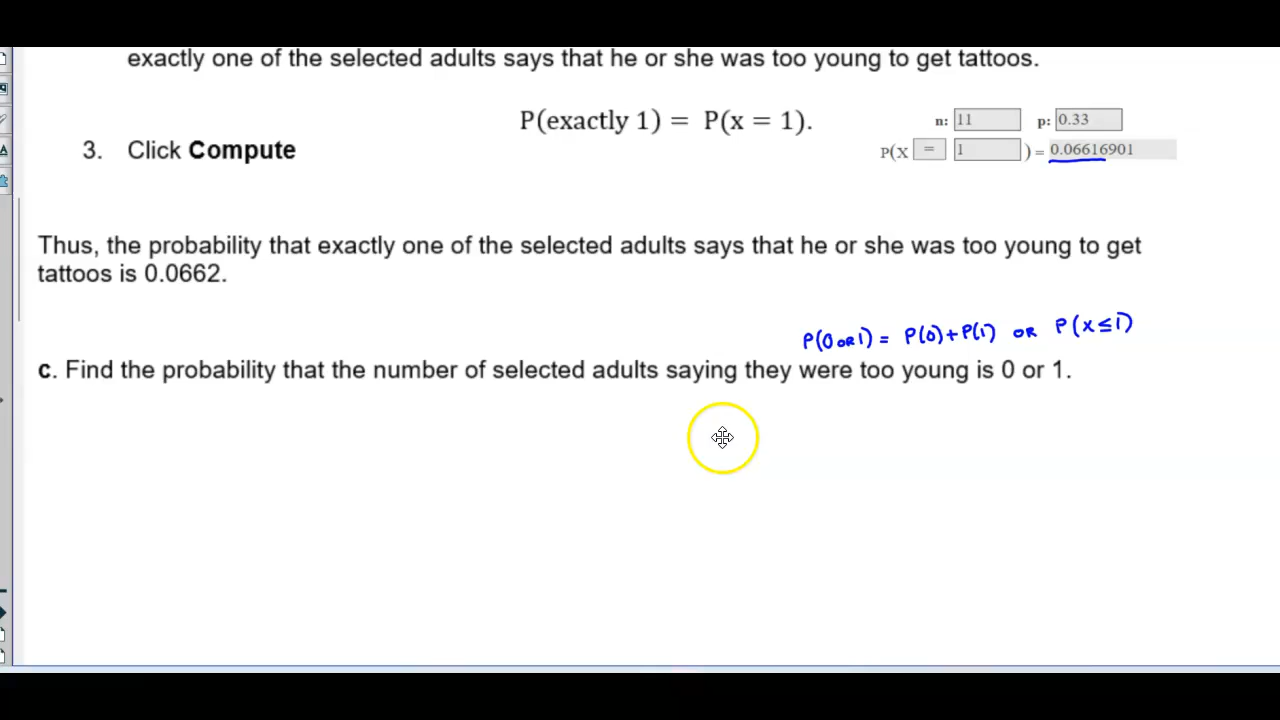 exactly one of the selected adults says that he or she was too young to get tattoos.
P(exactly 1) = P(x = 1).
n: 11 p: 0.33
3. Click Compute
P(X = 1 ) = 0.06616901
Thus, the probability that exactly one of the selected adults says that he or she was too young to get
tattoos is 0.0662.
P(0 OR 1) = P(0)+P(1) OR P(x≤1)
c. Find the probability that the number of selected adults saying they were too young is 0 or 1.